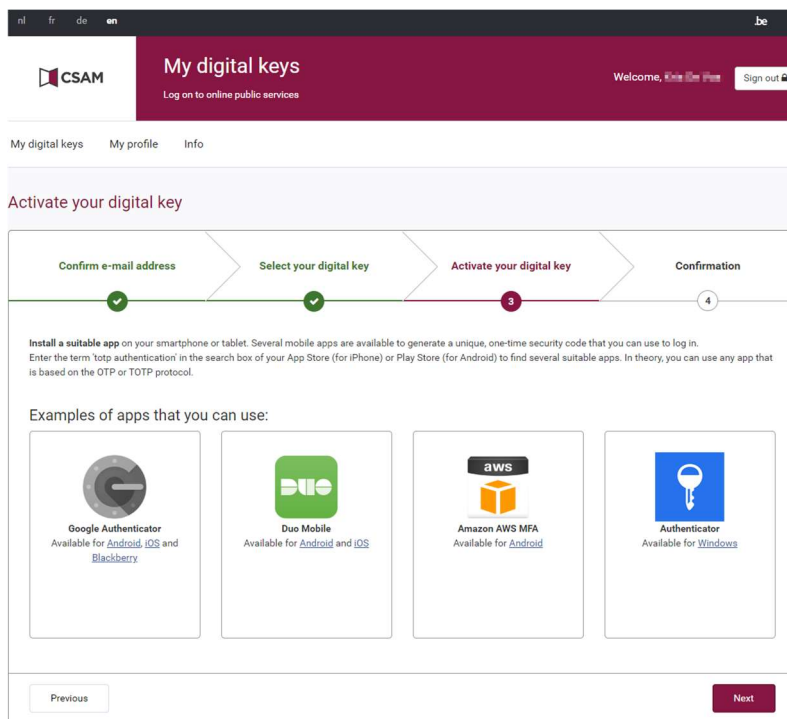 nl fr de en .be
CSAM
My digital keys
Log on to online public services
Welcome,
Sign out
My digital keys My profile Info
Activate your digital key
Confirm e-mail address Select your digital key Activate your digital key Confirmation
3 4
Install a suitable app on your smartphone or tablet. Several mobile apps are available to generate a unique, one-time security code that you can use to log in.
Enter the term 'totp authentication' in the search box of your App Store (for iPhone) or Play Store (for Android) to find several suitable apps. In theory, you can use any app that
is based on the OTP or TOTP protocol.
Examples of apps that you can use:
DUO
aws
Google Authenticator
Available for Android, iOS and
Blackberry
Duo Mobile
Available for Android and iOS
Amazon AWS MFA
Available for Android
Authenticator
Available for Windows
Previous Next